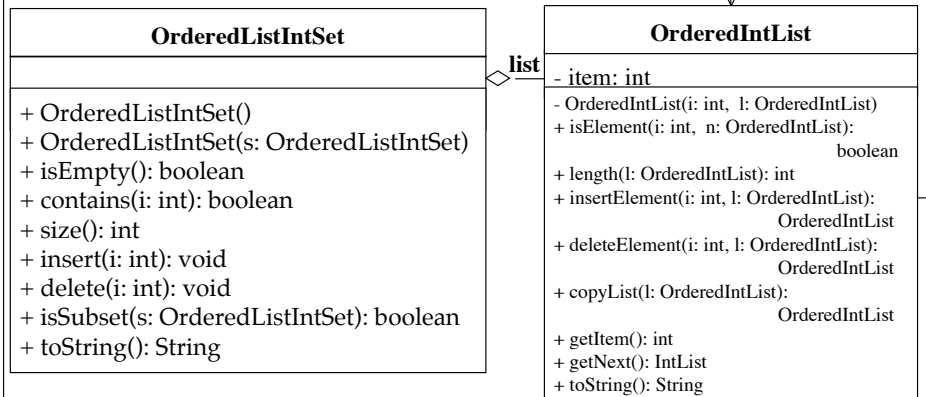 OrderedListIntSet
+ OrderedListIntSet()
+ OrderedListIntSet(s: OrderedListIntSet)
+ isEmpty(): boolean
+ contains(i: int): boolean
+ size(): int
+ insert(i: int): void
+ delete(i: int): void
+ isSubset(s: OrderedListIntSet): boolean
+ toString(): String
list
OrderedIntList
- item: int
- OrderedIntList(i: int, l: OrderedIntList)
+ isElement(i: int, n: OrderedIntList):
boolean
+ length(l: OrderedIntList): int
+ insertElement(i: int, l: OrderedIntList):
OrderedIntList
+ deleteElement(i: int, l: OrderedIntList):
OrderedIntList
+ copyList(l: OrderedIntList):
OrderedIntList
+ getItem(): int
+ getNext(): IntList
+ toString(): String